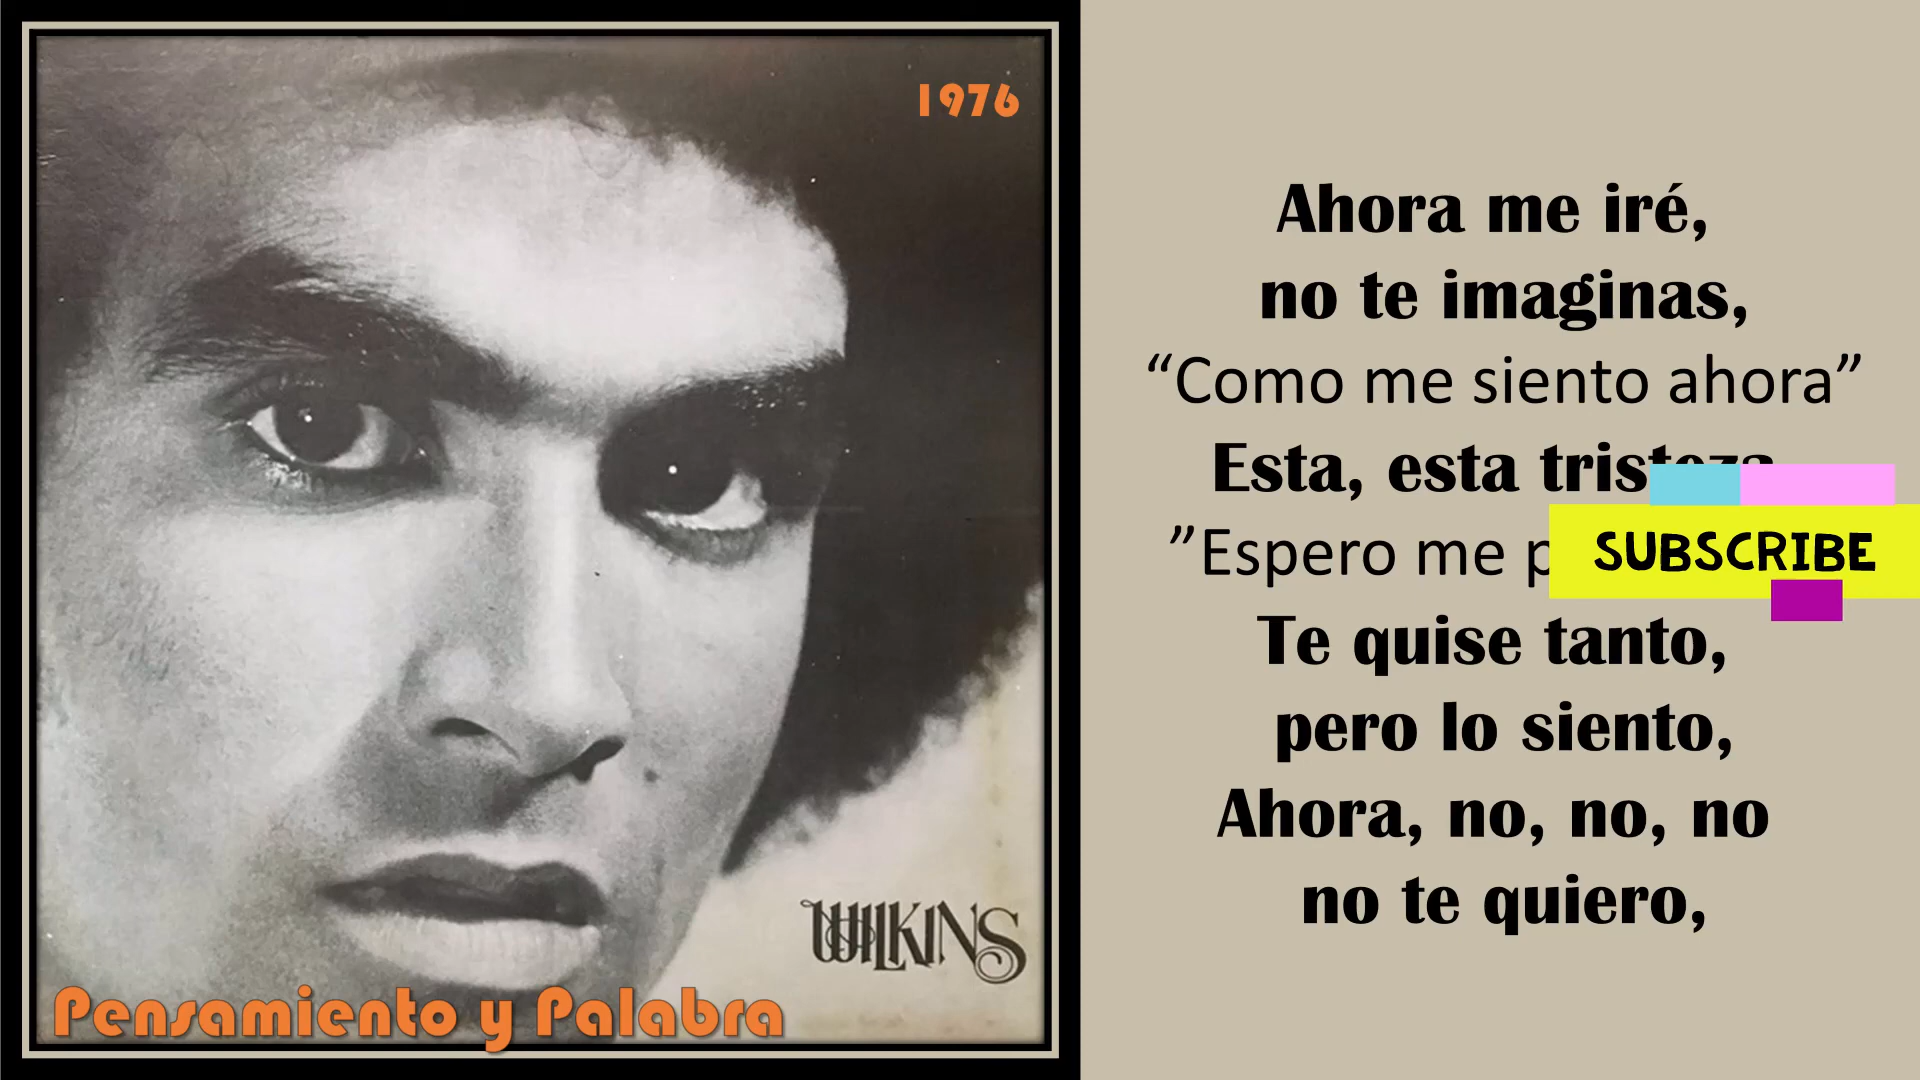 1976
WILKINS
Pensamiento y Palabra
Ahora me iré,
no te imaginas,
“Como me siento ahora”
Esta, esta tristeza
”Espero me
SUBSCRIBE
Te quise tanto,
pero lo siento,
Ahora, no, no, no
no te quiero,